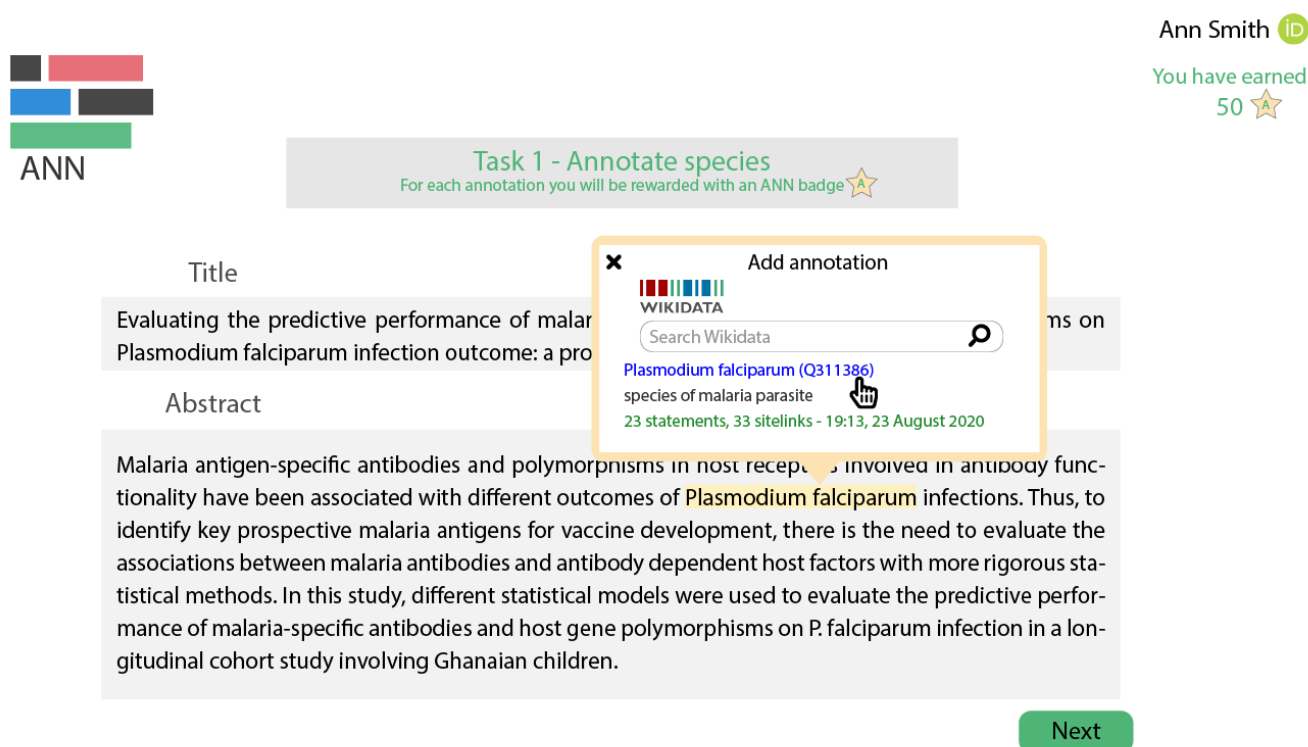 Ann Smith iD
You have earned
50 A
ANN
Task 1 - Annotate species
For each annotation you will be rewarded with an ANN badge A
Title
Evaluating the predictive performance of malar
ms on
Plasmodium falciparum infection outcome: a pro
Add annotation
WIKIDATA
Search Wikidata
Plasmodium falciparum (Q311386)
species of malaria parasite
23 statements, 33 sitelinks - 19:13, 23 August 2020
Abstract
Malaria antigen-specific antibodies and polymorphisms in host recept s involved in antibody func-
tionality have been associated with different outcomes of Plasmodium falciparum infections. Thus, to
identify key prospective malaria antigens for vaccine development, there is the need to evaluate the
associations between malaria antibodies and antibody dependent host factors with more rigorous sta-
tistical methods. In this study, different statistical models were used to evaluate the predictive perfor-
mance of malaria-specific antibodies and host gene polymorphisms on P. falciparum infection in a lon-
gitudinal cohort study involving Ghanaian children.
Next